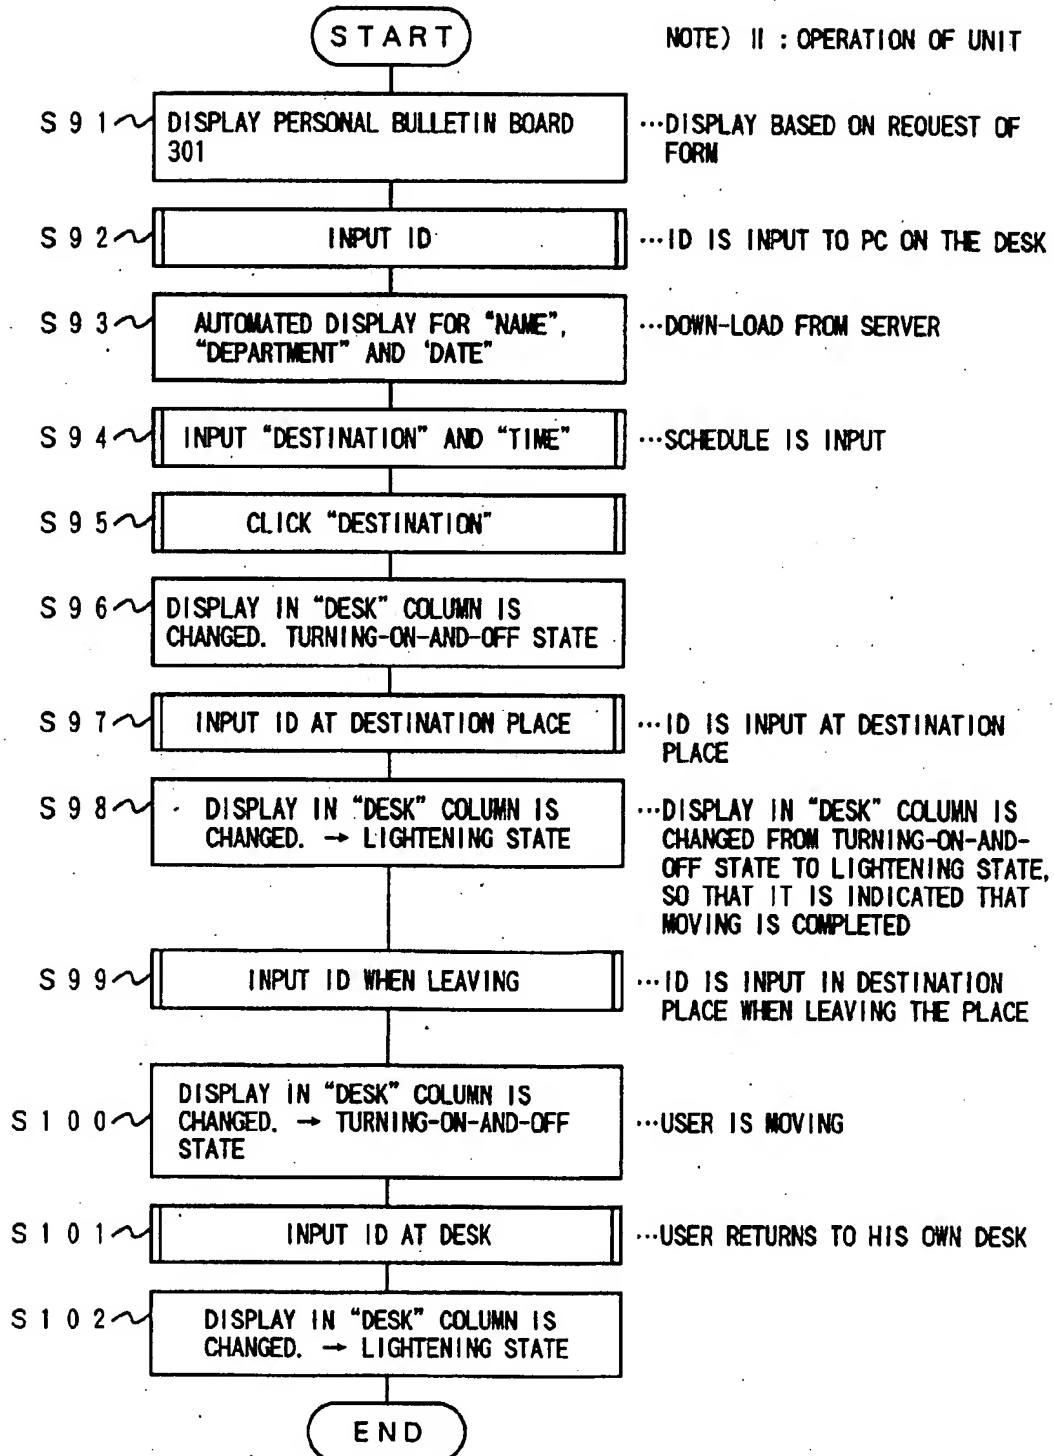 START
NOTE) || : OPERATION OF UNIT
S91 DISPLAY PERSONAL BULLETIN BOARD
301
···DISPLAY BASED ON REQUEST OF
FORM
S92 INPUT ID ···ID IS INPUT TO PC ON THE DESK
S93 AUTOMATED DISPLAY FOR "NAME",
"DEPARTMENT" AND 'DATE"
···DOWN-LOAD FROM SERVER
S94 INPUT "DESTINATION" AND "TIME" ···SCHEDULE IS INPUT
S95 CLICK "DESTINATION"
S96 DISPLAY IN "DESK" COLUMN IS
CHANGED. TURNING-ON-AND-OFF STATE
S97 INPUT ID AT DESTINATION PLACE
···ID IS INPUT AT DESTINATION
PLACE
S98 DISPLAY IN "DESK" COLUMN IS
CHANGED. → LIGHTENING STATE
···DISPLAY IN "DESK" COLUMN IS
CHANGED FROM TURNING-ON-AND-
OFF STATE TO LIGHTENING STATE,
SO THAT IT IS INDICATED THAT
MOVING IS COMPLETED
S99 INPUT ID WHEN LEAVING
···ID IS INPUT IN DESTINATION
PLACE WHEN LEAVING THE PLACE
S100 DISPLAY IN "DESK" COLUMN IS
CHANGED. → TURNING-ON-AND-OFF
STATE
···USER IS MOVING
S101 INPUT ID AT DESK ···USER RETURNS TO HIS OWN DESK
S102 DISPLAY IN "DESK" COLUMN IS
CHANGED. → LIGHTENING STATE
END